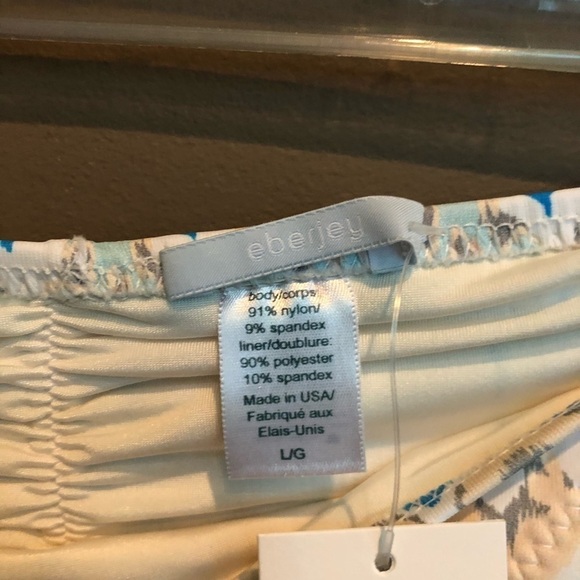 eberjey
body/corps
91% nylon/
9% spandex
liner/doublure:
90% polyester
10% spandex
Made in USA/
Fabriqué aux
Elais-Unis
L/G